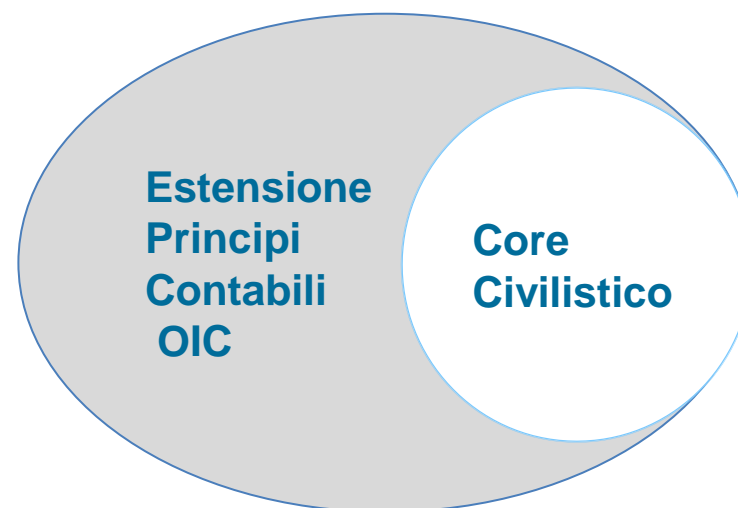 Estensione
Principi
Contabili
OIC
Core
Civilistico